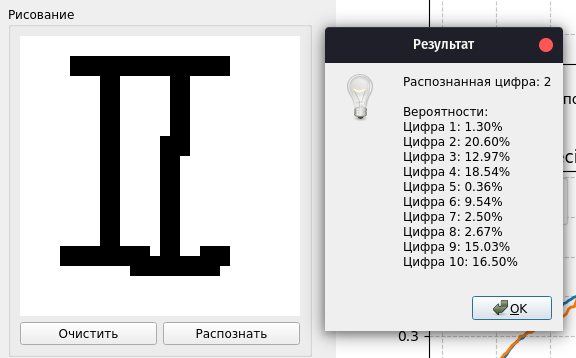 Рисование
II
Очистить
Распознать
Результат
Распознанная цифра: 2
Вероятности:
Цифра 1: 1.30%
Цифра 2: 20.60%
Цифра 3: 12.97%
Цифра 4: 18.54%
Цифра 5: 0.36%
Цифра 6: 9.54%
Цифра 7: 2.50%
Цифра 8: 2.67%
Цифра 9: 15.03%
Цифра 10: 16.50%
OK
0.3